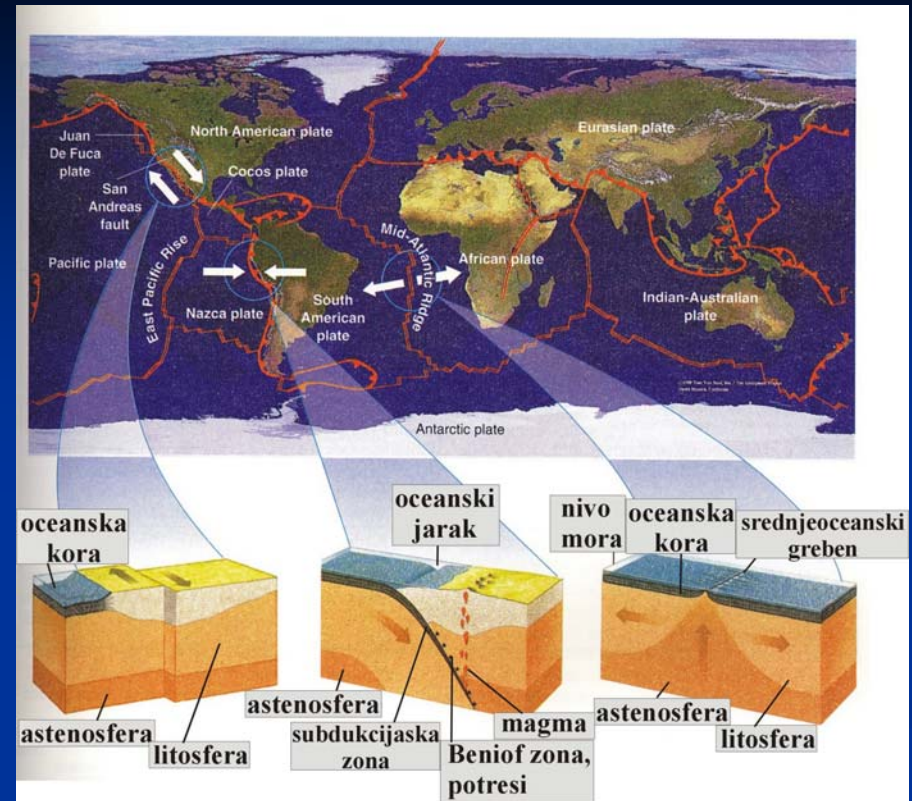 Juan
De Fuca
plate
North American plate
Eurasian plate
San
Andreas
fault
Cocos plate
Pacific plate
East Pacific Rise
Nazca plate
South
American
plate
Mid-Atlantic Ridge
African plate
Indian-Australian
plate
Antarctic plate
oceanska
kora
oceanski
jarak
nivo
mora
oceanska
kora
srednjeoceanski
greben
astenosfera
litosfera
astenosfera
subdukcijaska
zona
magma
Beniof zona,
potresi
astenosfera
litosfera